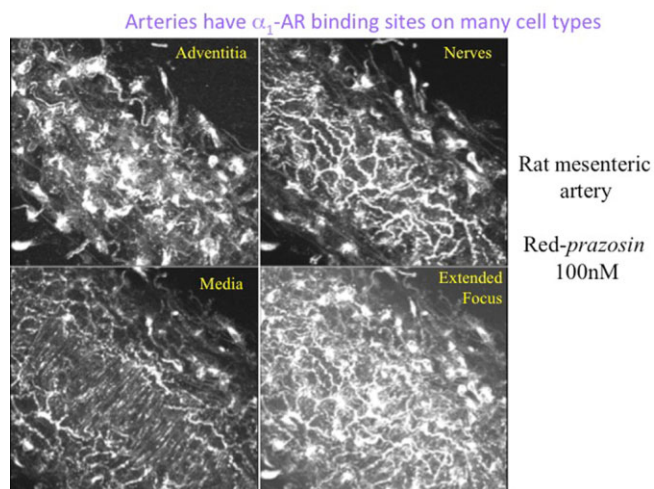 Arteries have α₁-AR binding sites on many cell types
Adventitia
Nerves
Media
Extended
Focus
Rat mesenteric
artery
Red-prazosin
100nM